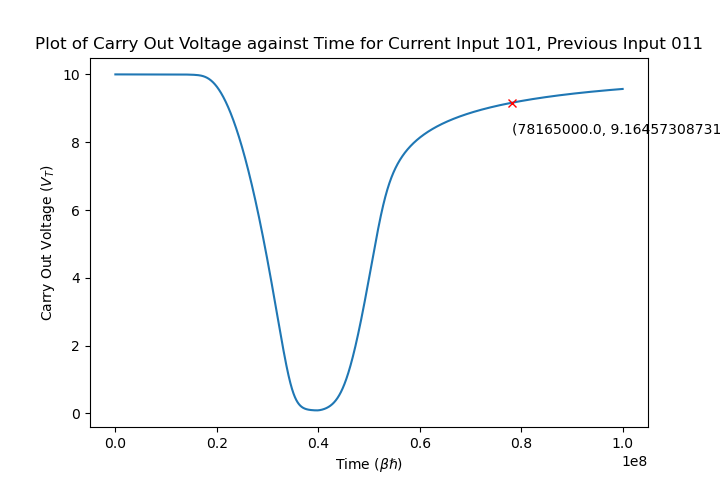 Plot of Carry Out Voltage against Time for Current Input 101, Previous Input 011
10
8
6
4
2
0
Carry Out Voltage (V_T)
(78165000.0, 9.16457308731
0.0 0.2 0.4 0.6 0.8 1.0
1e8
Time (βℏ)